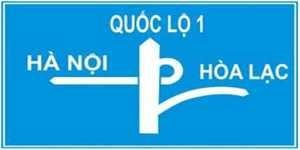 QUỐC LỘ 1
HÀ NỘI
HÒA LẠC